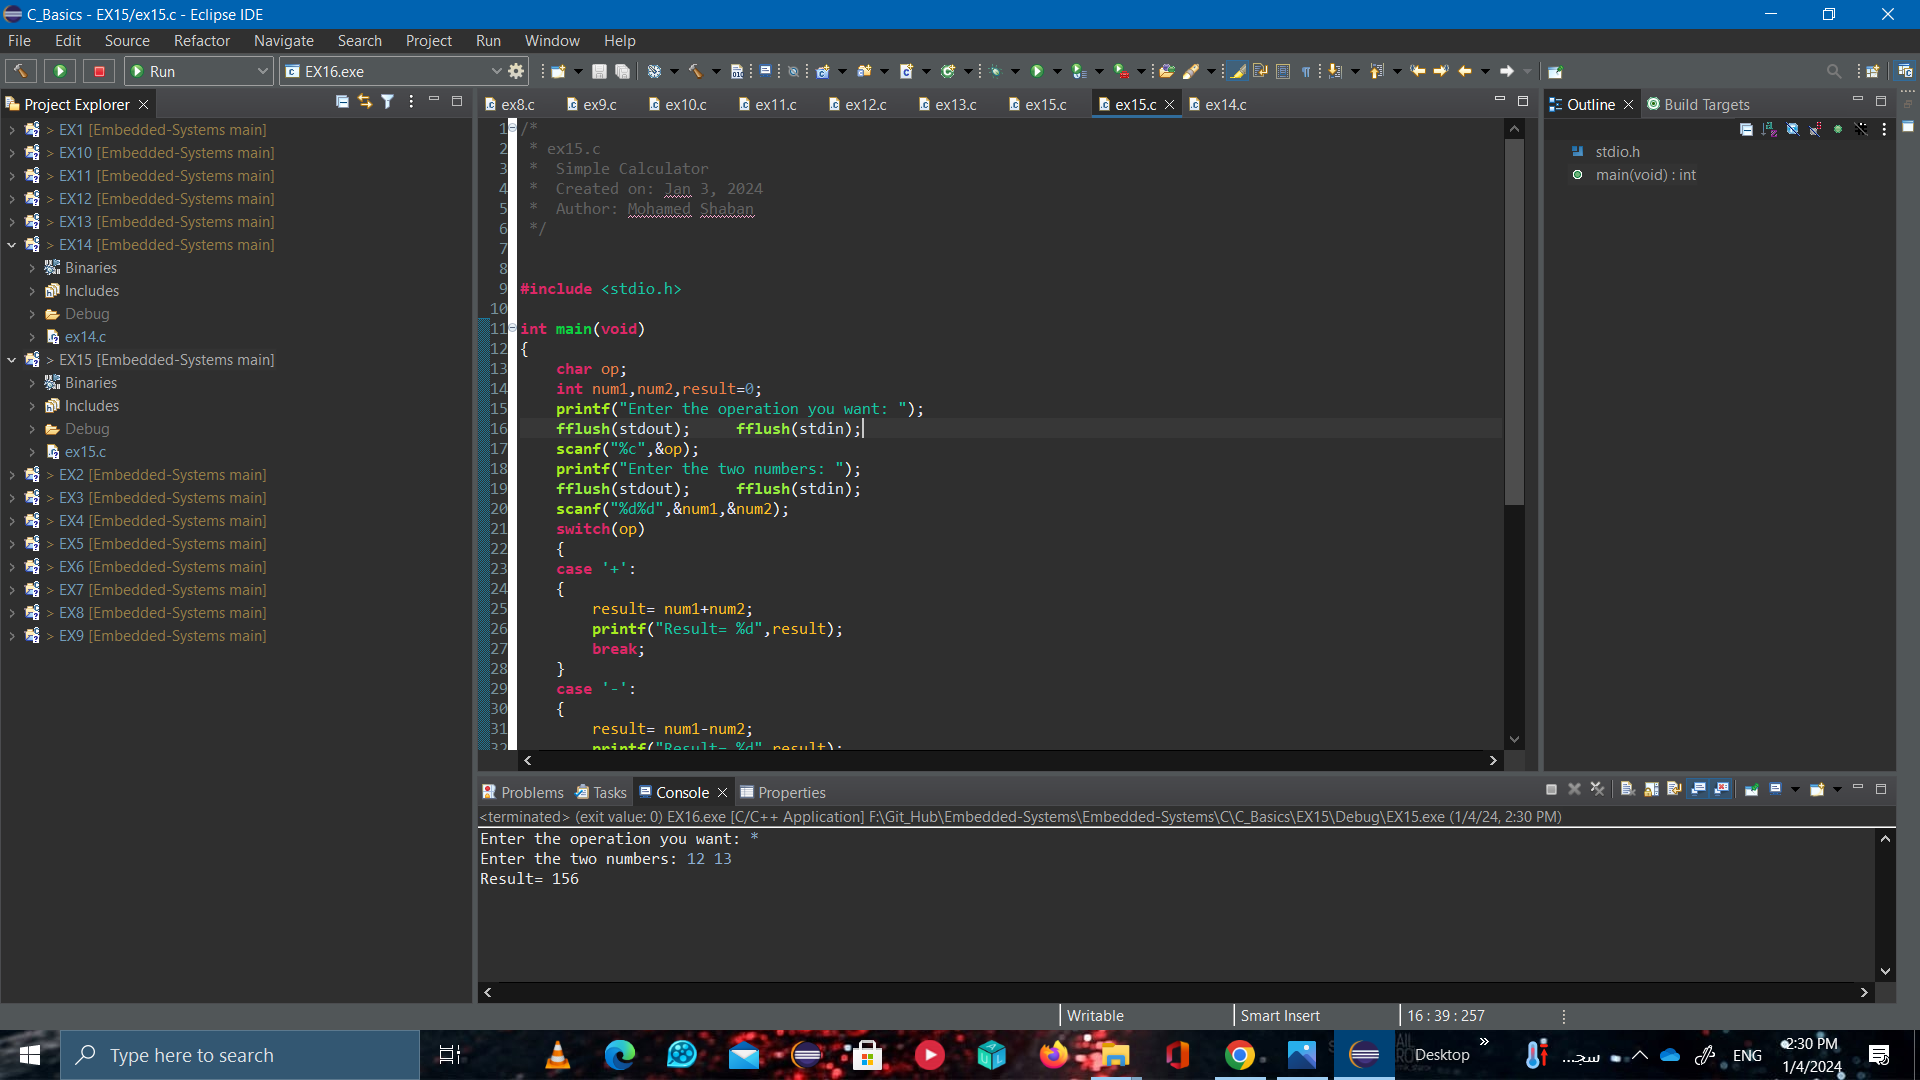 C_Basics - EX15/ex15.c - Eclipse IDE
File Edit Source Refactor Navigate Search Project Run Window Help
Run EX16.exe
Project Explorer
> EX1 [Embedded-Systems main]
> EX10 [Embedded-Systems main]
> EX11 [Embedded-Systems main]
> EX12 [Embedded-Systems main]
> EX13 [Embedded-Systems main]
> EX14 [Embedded-Systems main]
Binaries
Includes
Debug
ex14.c
> EX15 [Embedded-Systems main]
Binaries
Includes
Debug
ex15.c
> EX2 [Embedded-Systems main]
> EX3 [Embedded-Systems main]
> EX4 [Embedded-Systems main]
> EX5 [Embedded-Systems main]
> EX6 [Embedded-Systems main]
> EX7 [Embedded-Systems main]
> EX8 [Embedded-Systems main]
> EX9 [Embedded-Systems main]
ex8.c ex9.c ex10.c ex11.c ex12.c ex13.c ex15.c ex15.c ex14.c
1 /*
2 * ex15.c
3 * Simple Calculator
4 * Created on: Jan 3, 2024
5 * Author: Mohamed Shaban
6 */
7
8
9 #include <stdio.h>
10
11 int main(void)
12 {
13 char op;
14 int num1,num2,result=0;
15 printf("Enter the operation you want: ");
16 fflush(stdout); fflush(stdin);
17 scanf("%c",&op);
18 printf("Enter the two numbers: ");
19 fflush(stdout); fflush(stdin);
20 scanf("%d%d",&num1,&num2);
21 switch(op)
22 {
23 case '+':
24 {
25 result= num1+num2;
26 printf("Result= %d",result);
27 break;
28 }
29 case '-':
30 {
31 result= num1-num2;
32 printf("Result= %d",result);
Outline Build Targets
stdio.h
main(void) : int
Problems Tasks Console Properties
<terminated> (exit value: 0) EX16.exe [C/C++ Application] F:\Git_Hub\Embedded-Systems\Embedded-Systems\C\C_Basics\EX15\Debug\EX15.exe (1/4/24, 2:30 PM)
Enter the operation you want: *
Enter the two numbers: 12 13
Result= 156
Writable Smart Insert 16 : 39 : 257
Type here to search
Desktop
ENG
2:30 PM
1/4/2024